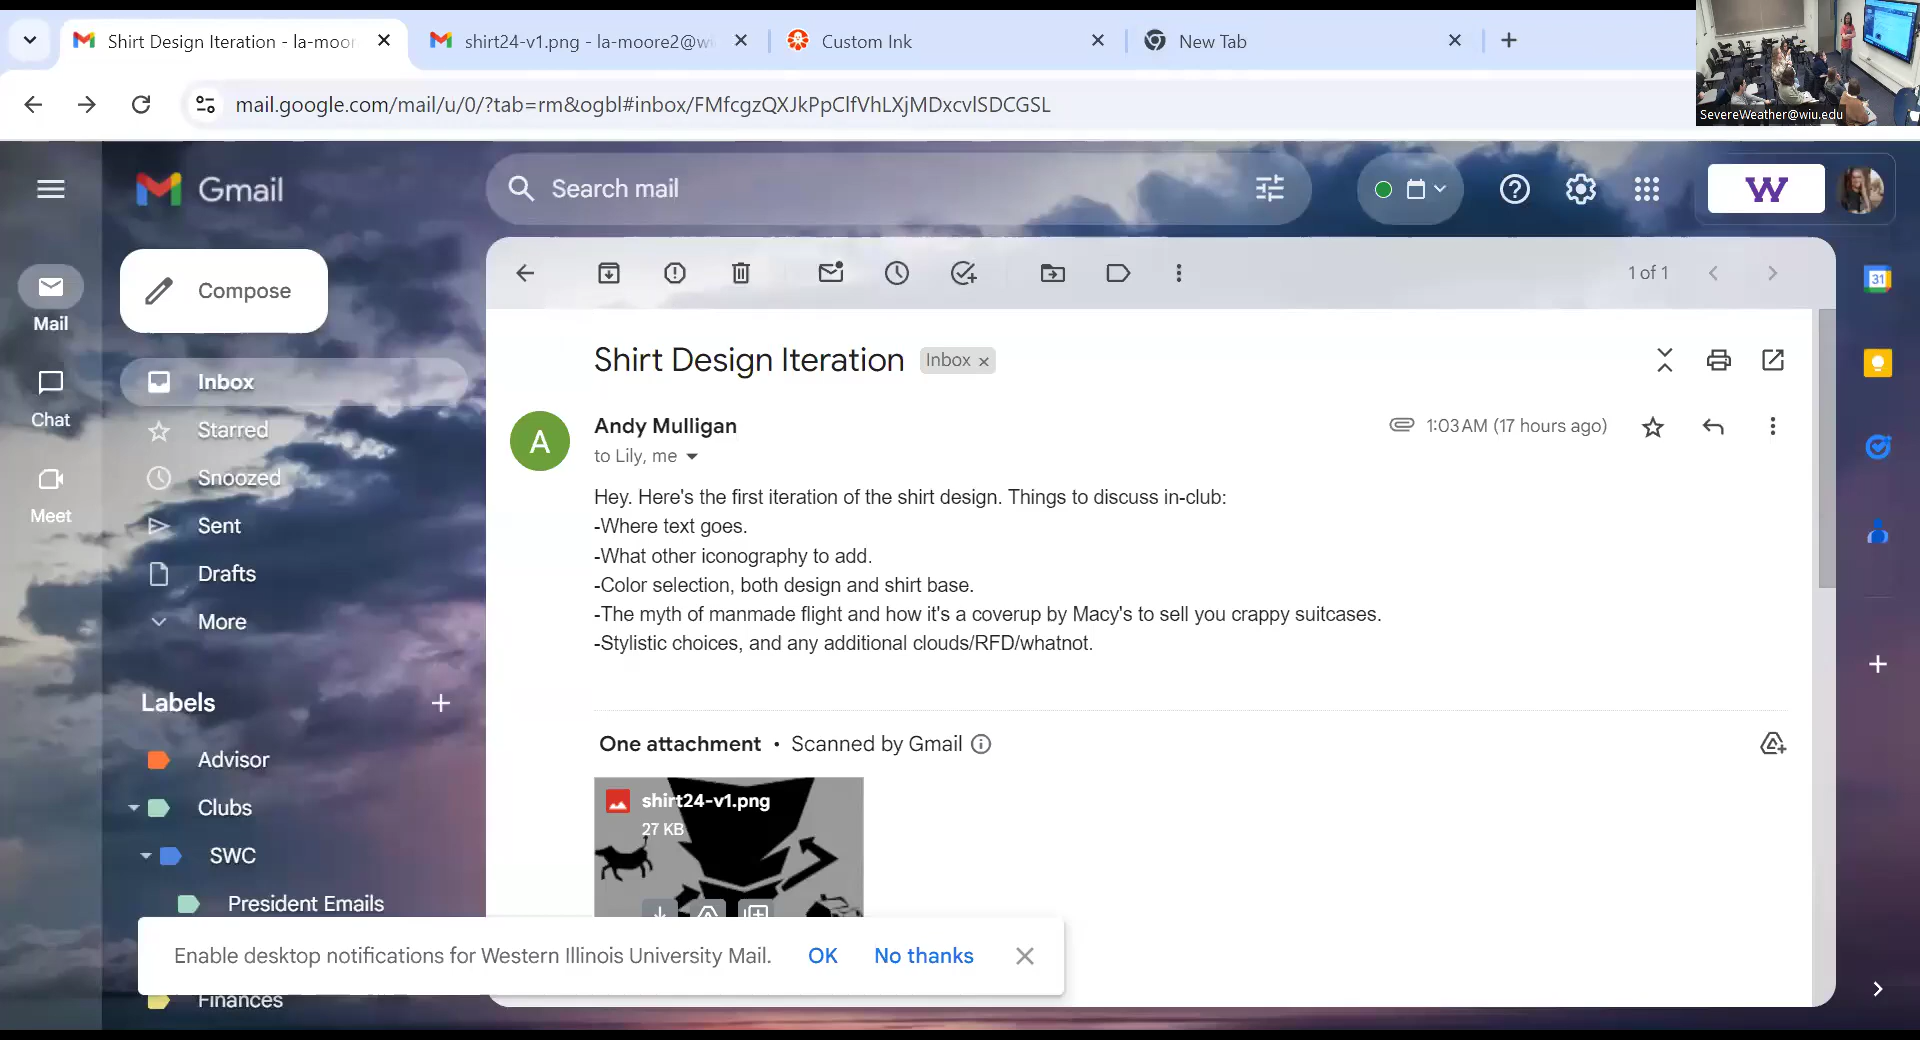 Shirt Design Iteration - la-moor
shirt24-v1.png - la-moore2@wi
Custom Ink
New Tab
mail.google.com/mail/u/0/?tab=rm&ogbl#inbox/FMfcgzQXJkPpClfVhLXjMDxcvlSDCGSL
SevereWeather@wiu.edu
Gmail
Search mail
W
Compose
Mail
Chat
Meet
Inbox
Starred
Snoozed
Sent
Drafts
More
Labels
Advisor
Clubs
SWC
President Emails
Finances
1 of 1
31
Shirt Design Iteration Inbox
A
Andy Mulligan
1:03 AM (17 hours ago)
to Lily, me
Hey. Here's the first iteration of the shirt design. Things to discuss in-club:
-Where text goes.
-What other iconography to add.
-Color selection, both design and shirt base.
-The myth of manmade flight and how it's a coverup by Macy's to sell you crappy suitcases.
-Stylistic choices, and any additional clouds/RFD/whatnot.
One attachment • Scanned by Gmail
shirt24-v1.png
27 KB
Enable desktop notifications for Western Illinois University Mail. OK No thanks